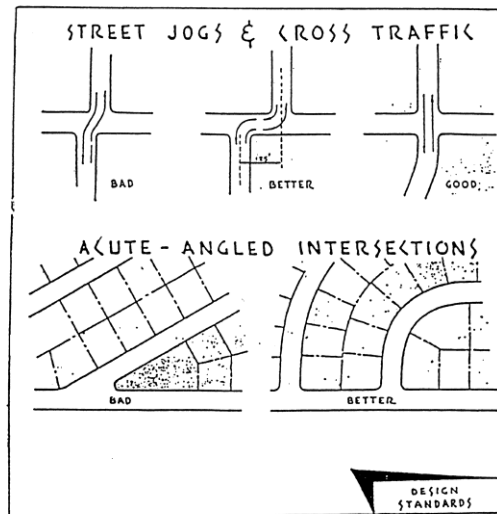 STREET JOGS & CROSS TRAFFIC
BAD
BETTER
GOOD
ACUTE-ANGLED INTERSECTIONS
BAD
BETTER
DESIGN
STANDARDS